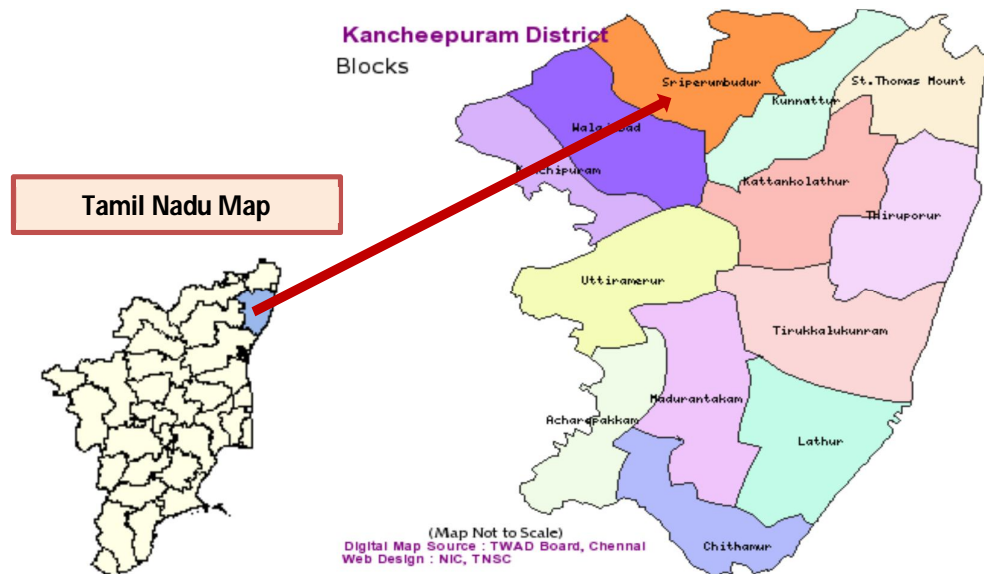 Kancheepuram District
Blocks
Sriperumbudur
St.Thomas Mount
Kunnattur
Kattankolathur
Thiruporur
Tamil Nadu Map
Uttiramerur
Tirukkalukunram
Madurantakam
Acharapakkam
Lathur
Chithamur
(Map Not to Scale)
Digital Map Source : TWAD Board, Chennai
Web Design : NIC, TNSC